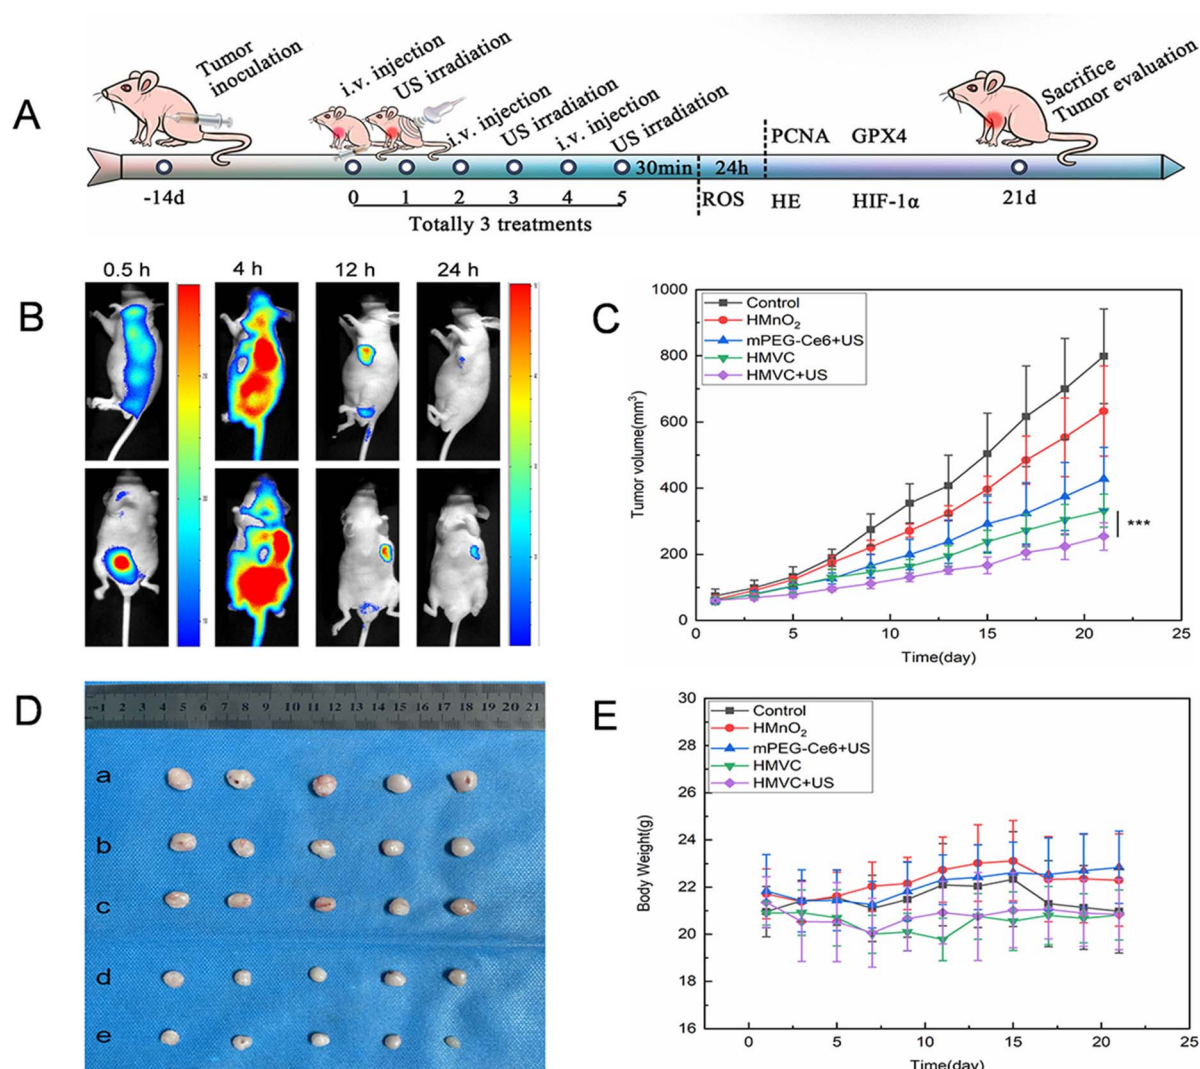 A
Tumor
inoculation
i.v. injection
US irradiation
i.v. injection
US irradiation
i.v. injection
US irradiation
Sacrifice
Tumor evaluation
30min
24h
PCNA GPX4
ROS
HE HIF-1α
-14d
0 1 2 3 4 5
21d
Totally 3 treatments
B
0.5 h 4 h 12 h 24 h
C
Control
HMnO₂
mPEG-Ce6+US
HMVC
HMVC+US
***
Tumor volume(mm³)
1000
800
600
400
200
0
0 5 10 15 20 25
Time(day)
D
1 2 3 4 5 6 7 8 9 10 11 12 13 14 15 16 17 18 19 20 21
a
b
c
d
e
E
Control
HMnO₂
mPEG-Ce6+US
HMVC
HMVC+US
Body Weight(g)
30
28
26
24
22
20
18
16
0 5 10 15 20 25
Time(day)